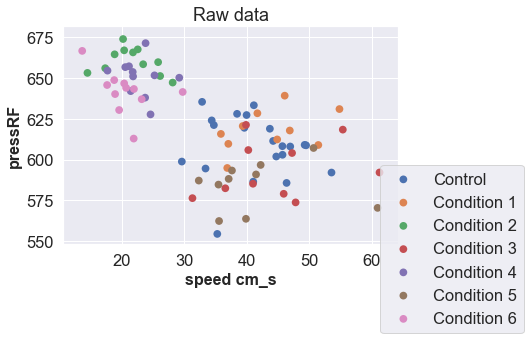 Raw data
pressRF
675
650
625
600
575
550
20
30
40
50
60
speed cm_s
Control
Condition 1
Condition 2
Condition 3
Condition 4
Condition 5
Condition 6